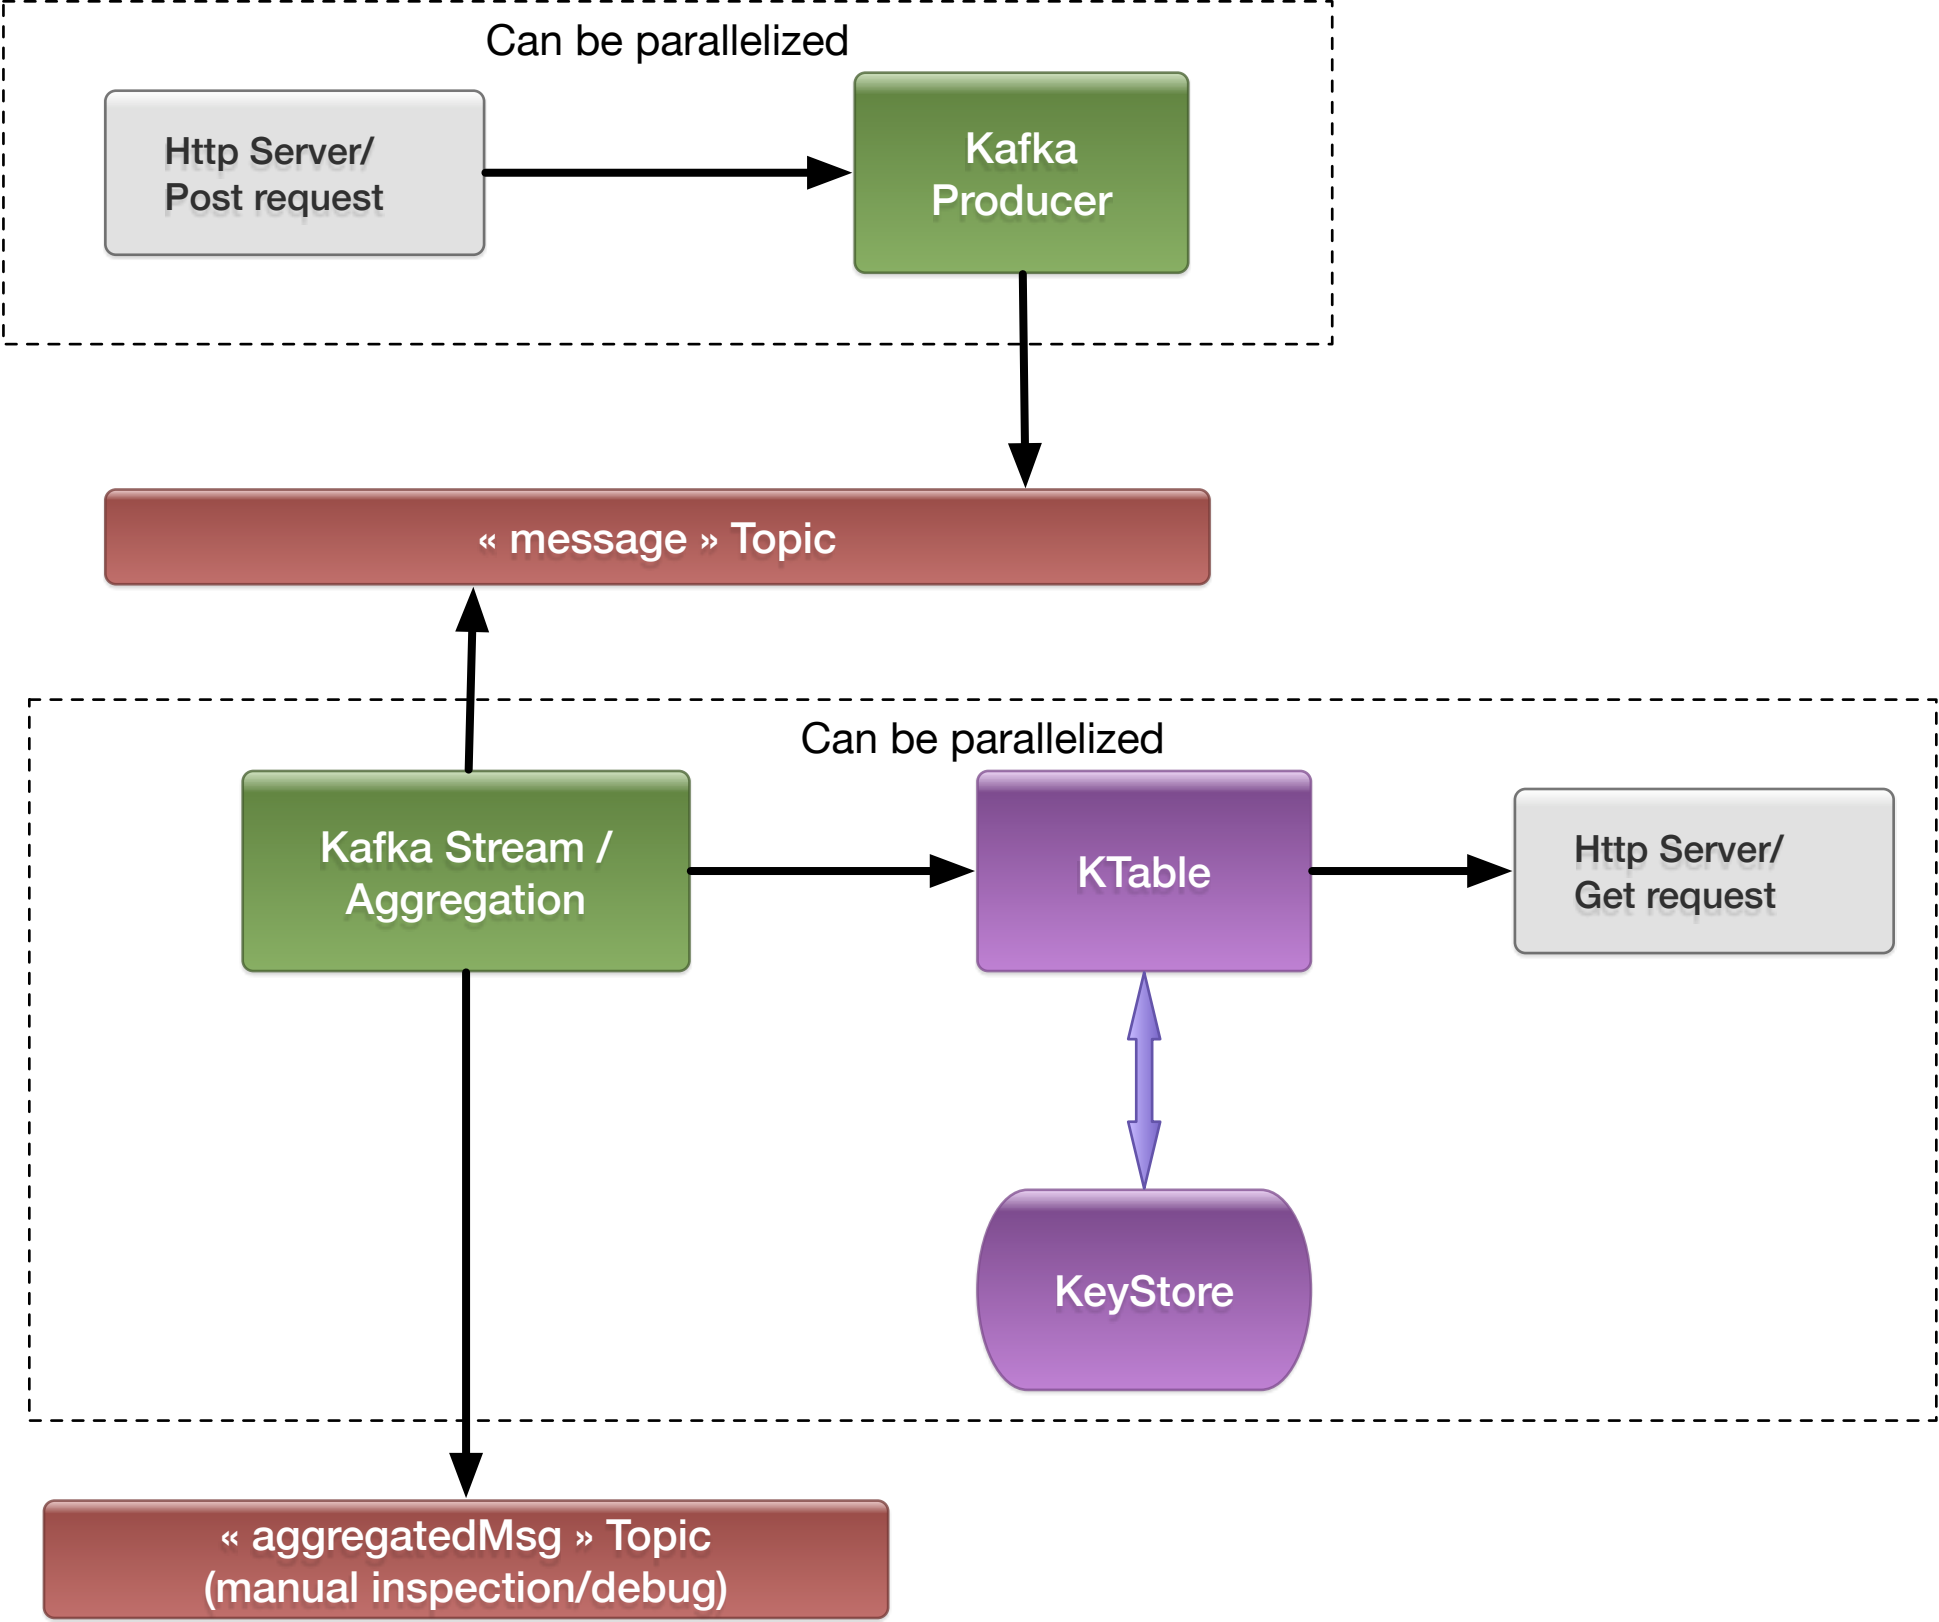 Can be parallelized
Http Server/
Post request
Kafka
Producer
« message » Topic
Can be parallelized
Kafka Stream /
Aggregation
KTable
Http Server/
Get request
KeyStore
« aggregatedMsg » Topic
(manual inspection/debug)